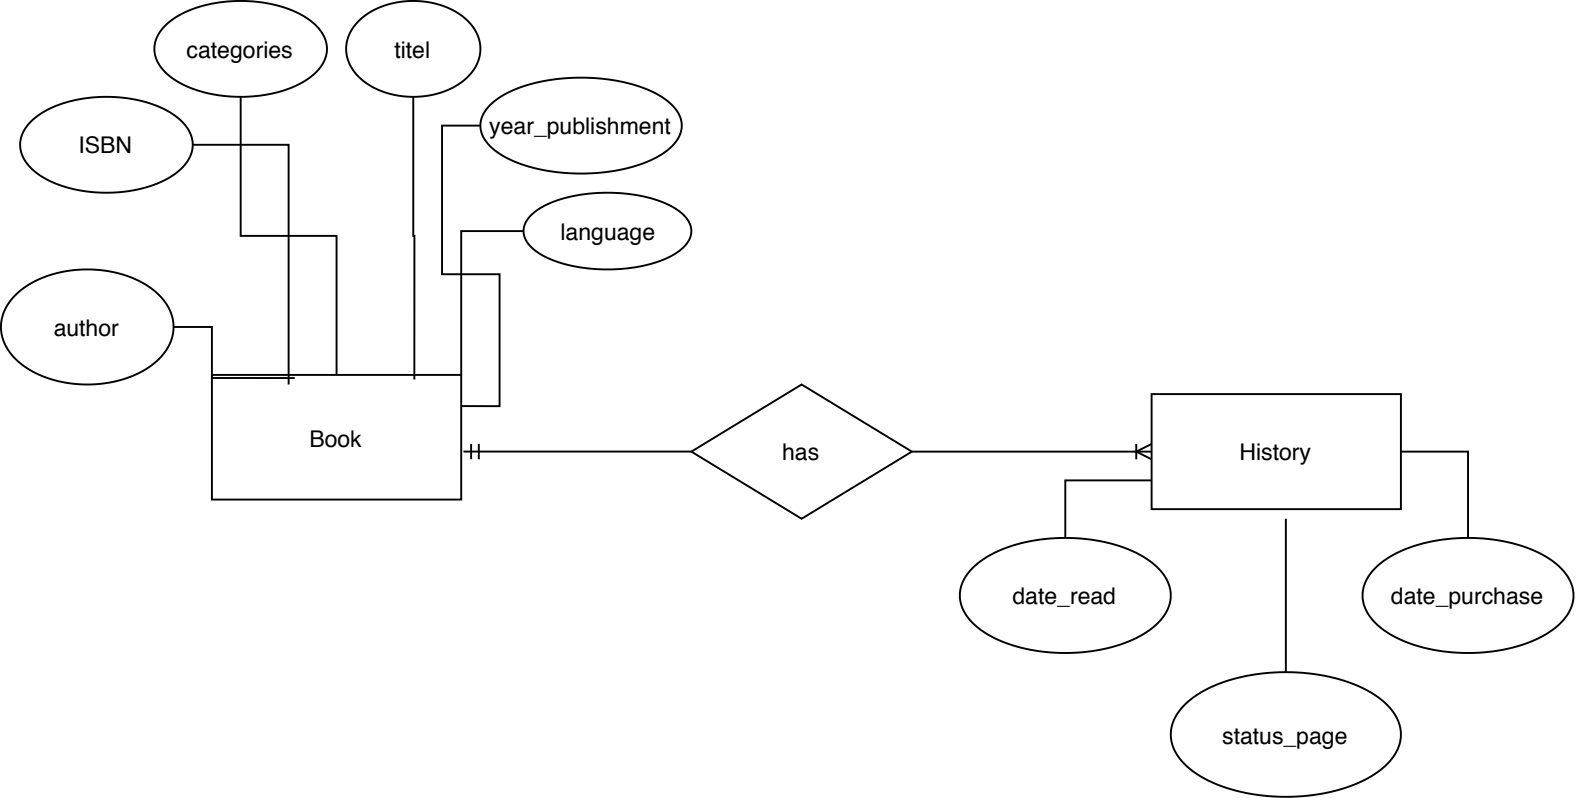 categories
titel
year_publishment
ISBN
language
author
Book
has
History
date_read
date_purchase
status_page